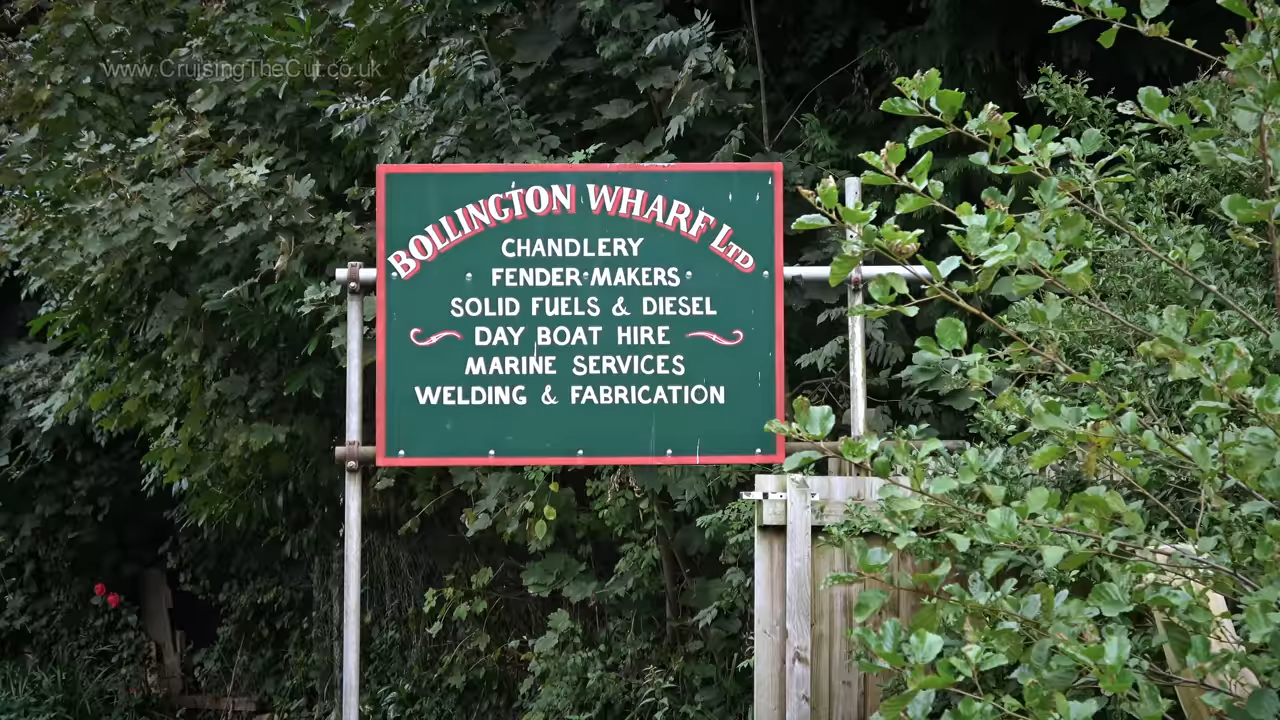 www.CruisingTheCut.co.uk
BOLLINGTON WHARF LTD
CHANDLERY
FENDER·MAKERS
SOLID FUELS & DIESEL
DAY BOAT HIRE
MARINE SERVICES
WELDING & FABRICATION